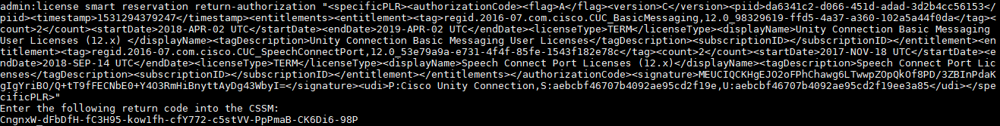 admin:license smart reservation return-authorization "<specificPLR><authorizationCode><flag>A</flag><version>C</version><piid>da6341c2-d066-451d-adad-3d2b4cc56153</
piid><timestamp>1531294379247</timestamp><entitlements><entitlement><tag>regid.2016-07.com.cisco.CUC_BasicMessaging,12.0_98329619-ffd5-4a37-a360-102a5a44f0da</tag><
count>2</count><startDate>2018-APR-02 UTC</startDate><endDate>2019-APR-02 UTC</endDate><licenseType>TERM</licenseType><displayName>Unity Connection Basic Messaging
User Licenses (12.x) </displayName><tagDescription>Unity Connection Basic Messaging User Licenses</tagDescription><subscriptionID></subscriptionID></entitlement><en
titlement><tag>regid.2016-07.com.cisco.CUC_SpeechConnectPort,12.0_53e79a9a-e731-4f4f-85fe-1543f182e78c</tag><count>2</count><startDate>2017-NOV-18 UTC</startDate><e
ndDate>2018-SEP-14 UTC</endDate><licenseType>TERM</licenseType><displayName>Speech Connect Port Licenses (12.x)</displayName><tagDescription>Speech Connect Port Lic
enses</tagDescription><subscriptionID></subscriptionID></entitlement></entitlements></authorizationCode><signature>MEUCIQCKHgEJO2oFPhChawg6LTwwpZOpQkOf8PD/3ZBInPdaK
gIgYriBO/Q+tT9fFECNbE0+Y4O3RmHiBnyttAyDg43WbyI=</signature><udi>P:Cisco Unity Connection,S:aebcbf46707b4092ae95cd2f19e,U:aebcbf46707b4092ae95cd2f19ee3a85</udi></spe
cificPLR>"
Enter the following return code into the CSSM:
CngnxW-dFbDfH-fC3H95-kow1fh-cfY772-c5stVV-PpPmaB-CK6Di6-98P